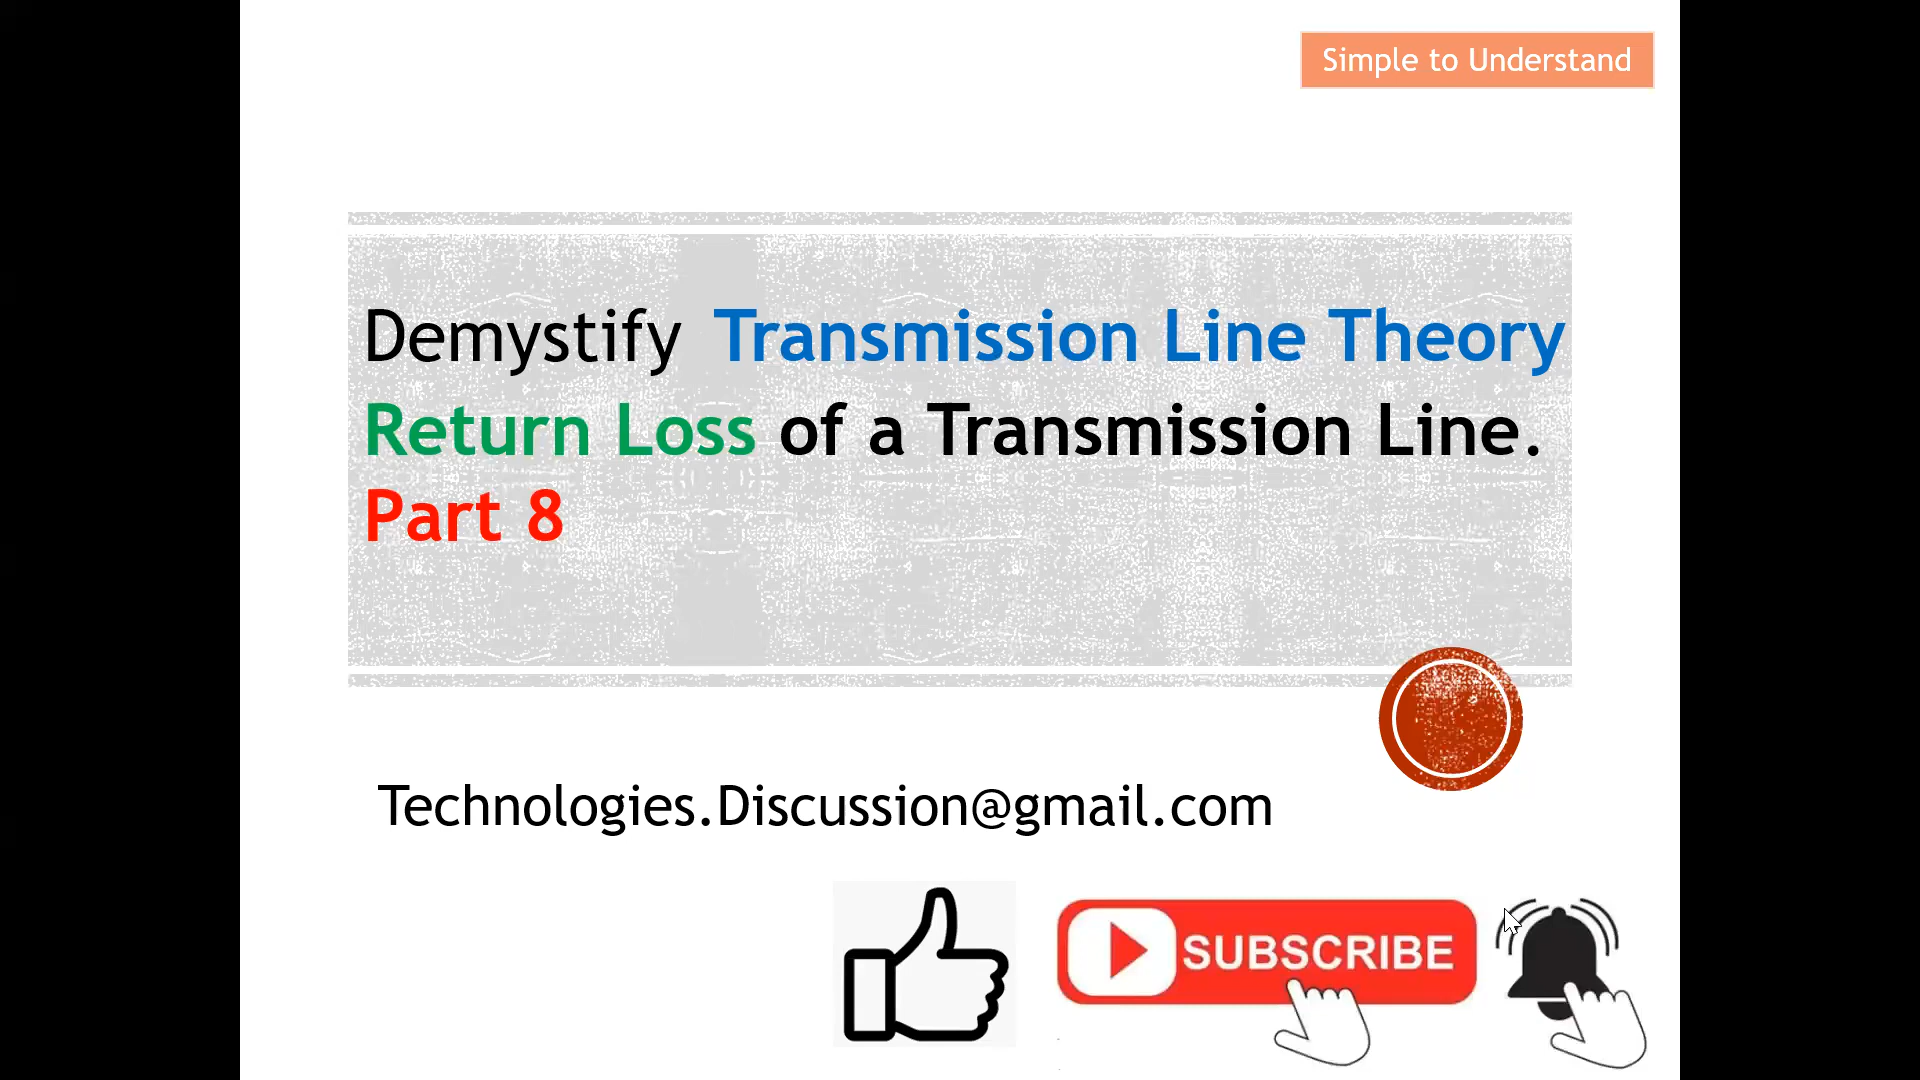 Simple to Understand
Demystify Transmission Line Theory
Return Loss of a Transmission Line.
Part 8
Technologies.Discussion@gmail.com
SUBSCRIBE